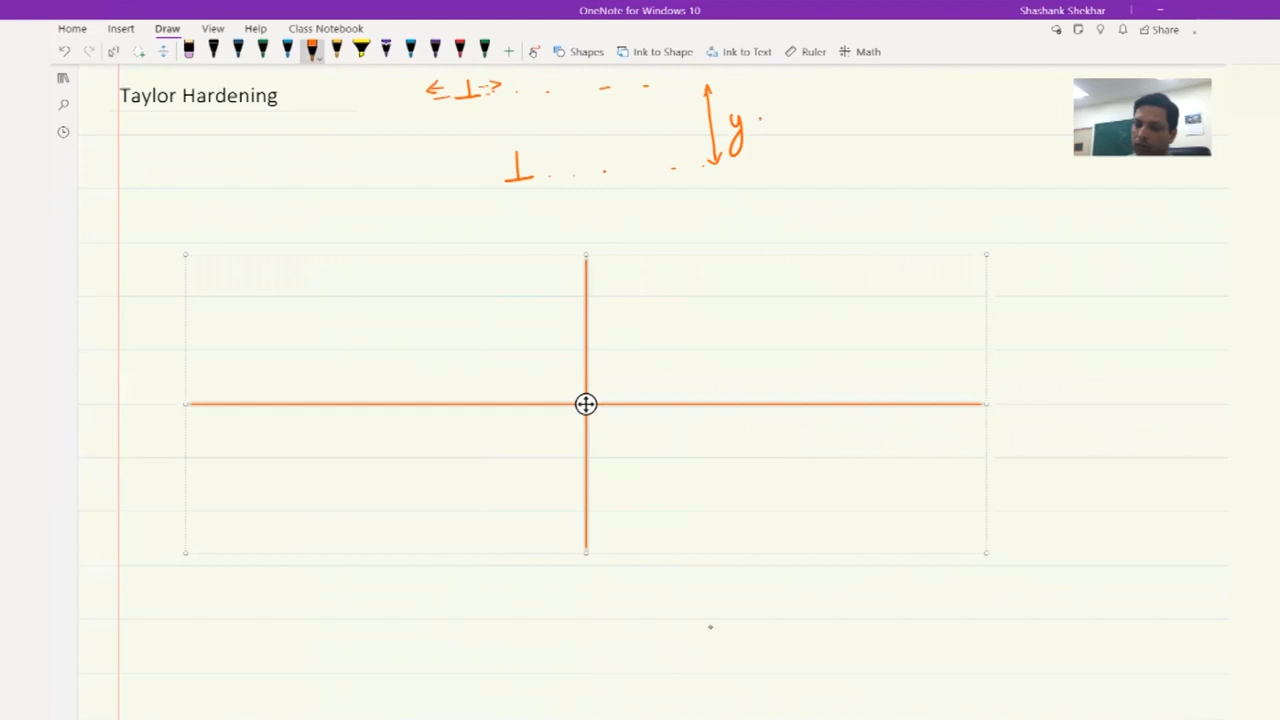 OneNote for Windows 10
Shashank Shekhar
Home Insert Draw View Help Class Notebook
Share
Shapes Ink to Shape Ink to Text Ruler Math
Taylor Hardening
← ⊥ →
y
⊥